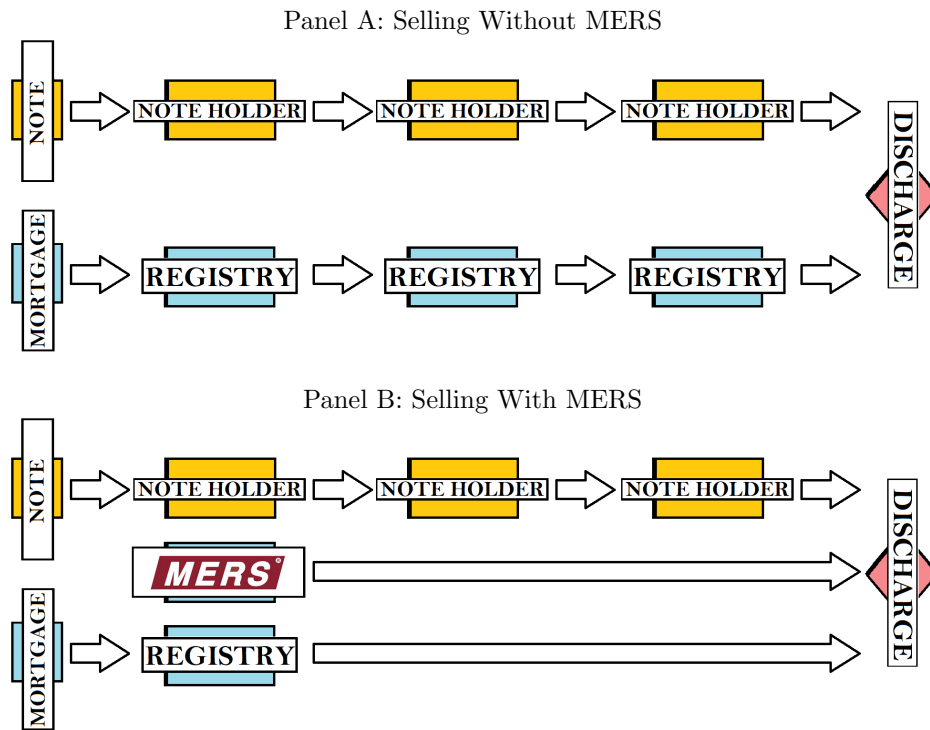 Panel A: Selling Without MERS
NOTE
NOTE HOLDER
NOTE HOLDER
NOTE HOLDER
DISCHARGE
MORTGAGE
REGISTRY
REGISTRY
REGISTRY
Panel B: Selling With MERS
NOTE
NOTE HOLDER
NOTE HOLDER
NOTE HOLDER
DISCHARGE
MERS
MORTGAGE
REGISTRY